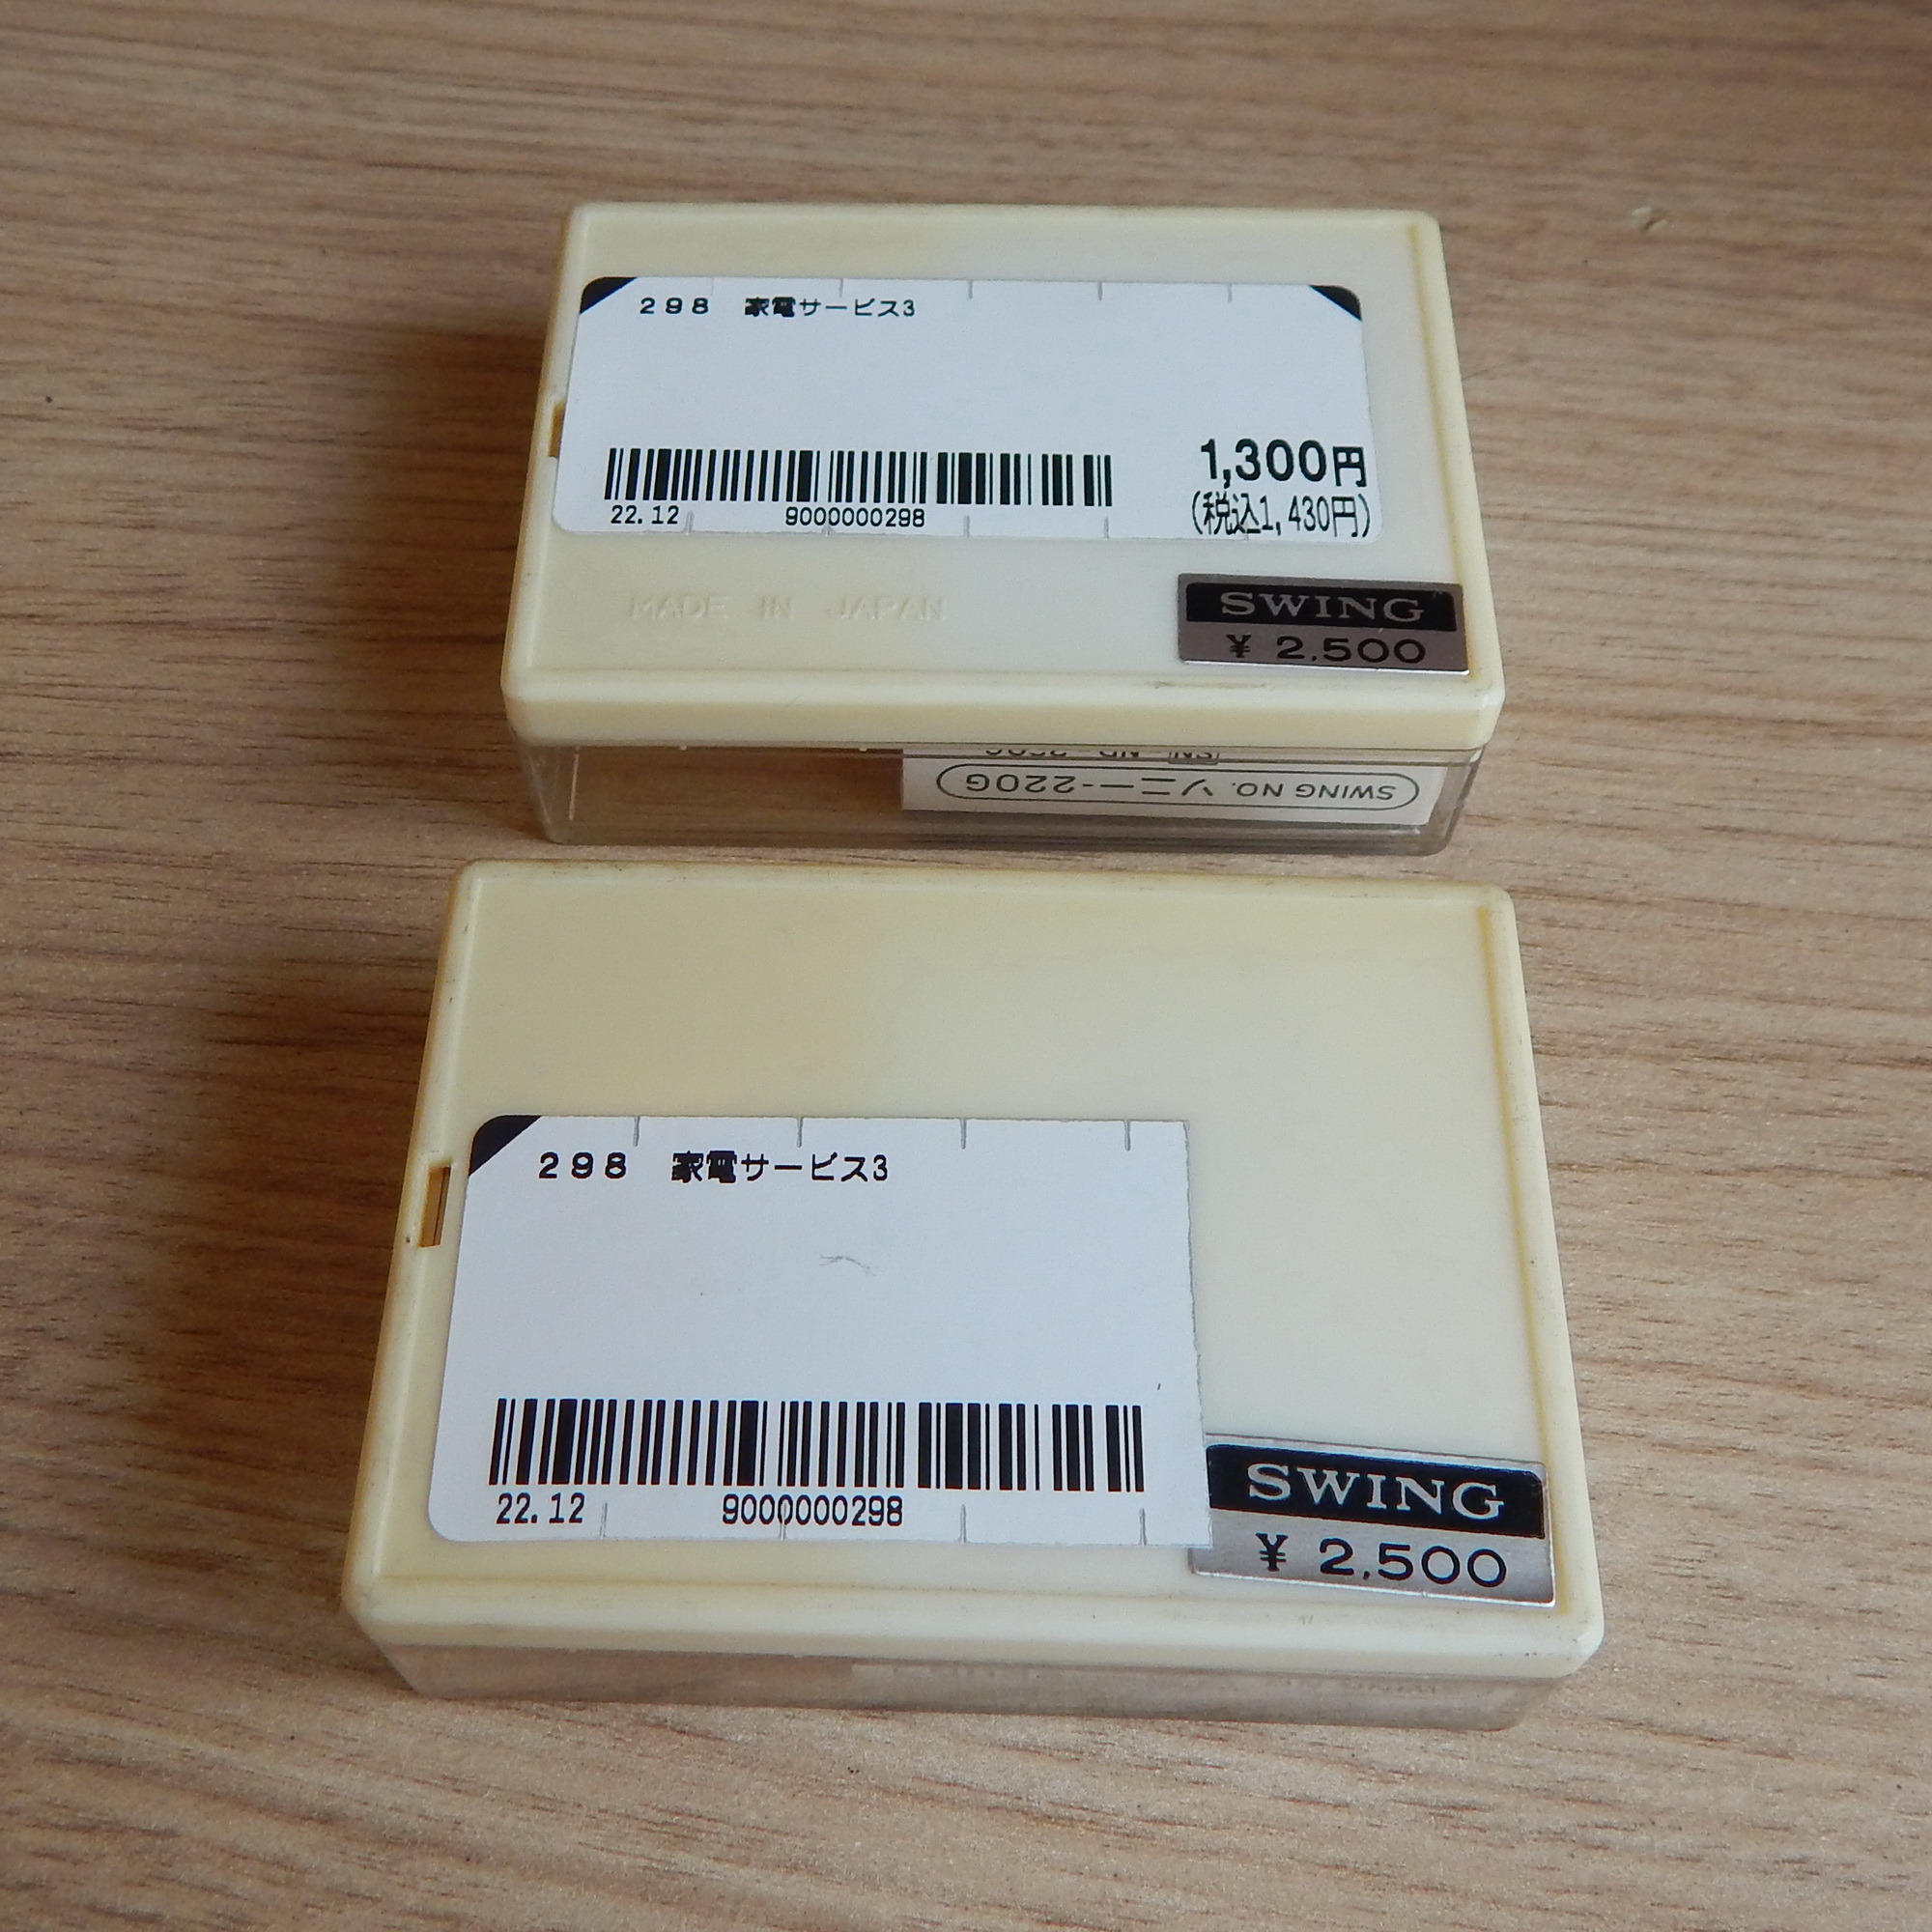 298 家電サービス3
1,300円
22.12 9000000298 (税込1,430円)
MADE IN JAPAN
SWING
¥ 2,500
SWING NO. ソニー-220G
298 家電サービス3
22.12 9000000298
SWING
¥ 2,500